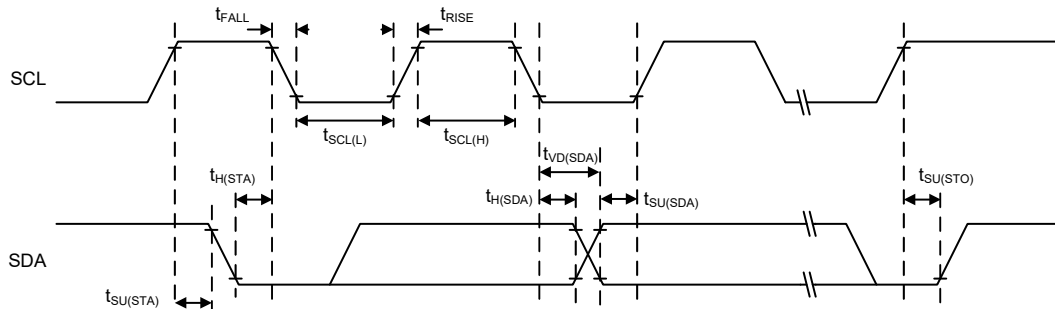 tFALL
tRISE
SCL
tSCL(L)
tSCL(H)
tVD(SDA)
tH(STA)
tH(SDA)
tSU(SDA)
tSU(STO)
SDA
tSU(STA)